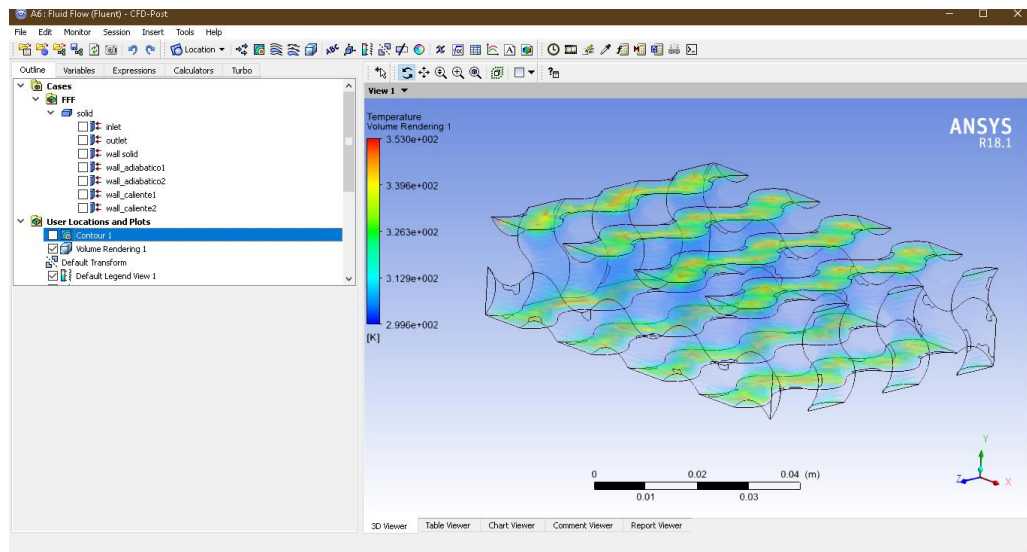 A6 : Fluid Flow (Fluent) - CFD-Post
File Edit Monitor Session Insert Tools Help
Location
Outline Variables Expressions Calculators Turbo
Cases
FFF
solid
inlet
outlet
wall solid
wall_adiabatico1
wall_adiabatico2
wall_caliente1
wall_caliente2
User Locations and Plots
Contour 1
Volume Rendering 1
Default Transform
Default Legend View 1
View 1
Temperature
Volume Rendering 1
3.530e+002
3.396e+002
3.263e+002
3.129e+002
2.996e+002
[K]
ANSYS
R18.1
0 0.02 0.04 (m)
0.01 0.03
Y
Z X
3D Viewer Table Viewer Chart Viewer Comment Viewer Report Viewer